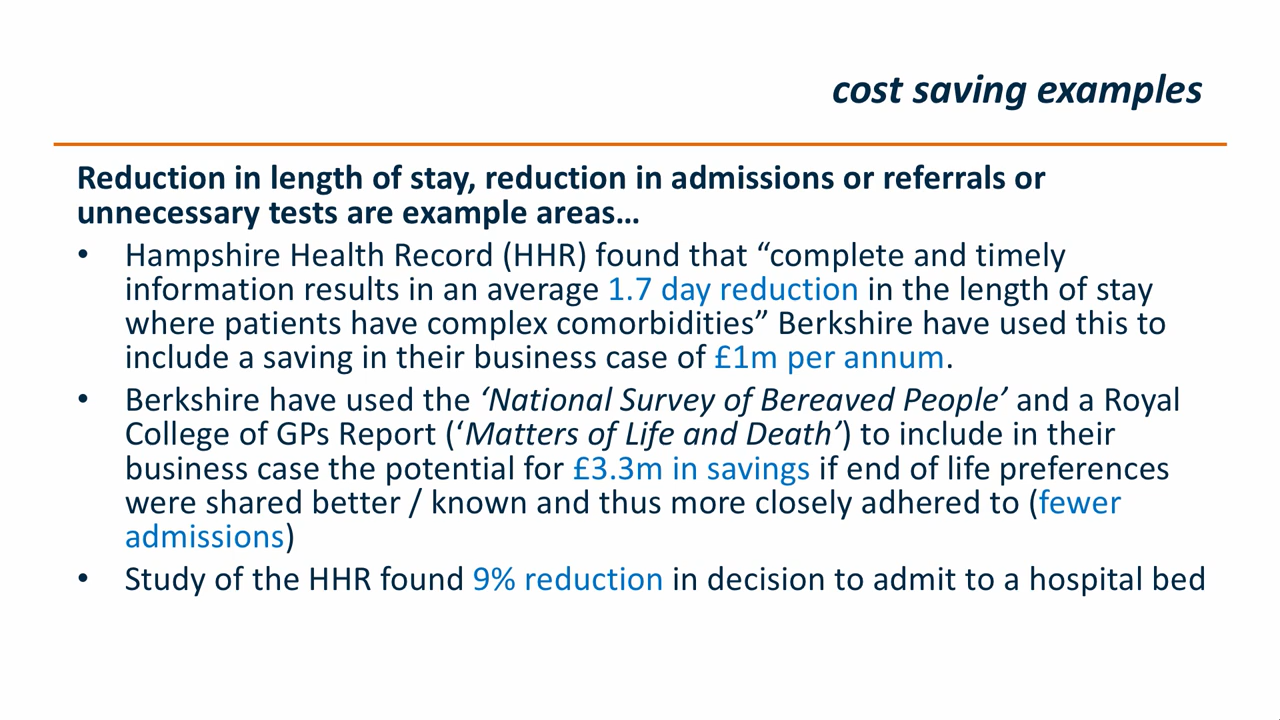 cost saving examples
Reduction in length of stay, reduction in admissions or referrals or
unnecessary tests are example areas…
• Hampshire Health Record (HHR) found that “complete and timely
information results in an average 1.7 day reduction in the length of stay
where patients have complex comorbidities” Berkshire have used this to
include a saving in their business case of £1m per annum.
• Berkshire have used the ‘National Survey of Bereaved People’ and a Royal
College of GPs Report (‘Matters of Life and Death’) to include in their
business case the potential for £3.3m in savings if end of life preferences
were shared better / known and thus more closely adhered to (fewer
admissions)
• Study of the HHR found 9% reduction in decision to admit to a hospital bed